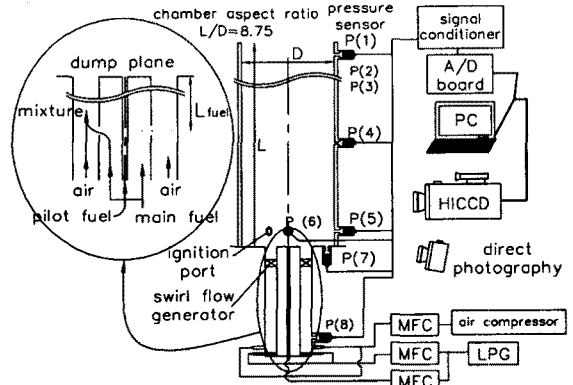 chamber aspect ratio
L/D=8.75
pressure
sensor
signal
conditioner
A/D
board
PC
HICCD
direct
photography
dump plane
mixture
Lfuel
air
air
pilot fuel
main fuel
D
L
P(1)
P(2)
P(3)
P(4)
P(5)
P(6)
P(7)
P(8)
ignition
port
swirl flow
generator
MFC
air compressor
MFC
LPG
MFC